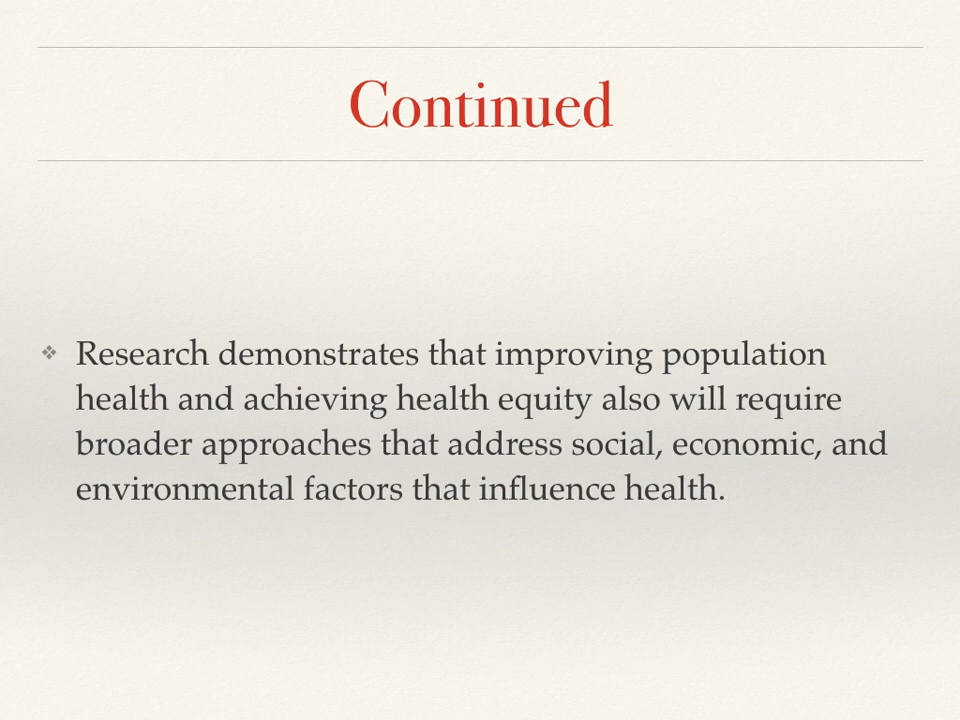 Continued
❖ Research demonstrates that improving population
health and achieving health equity also will require
broader approaches that address social, economic, and
environmental factors that influence health.